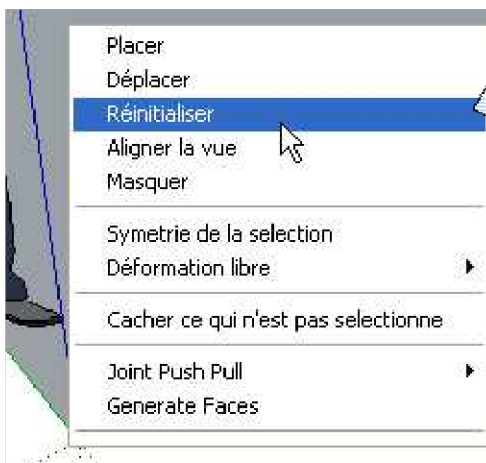 Placer
Déplacer
Réinitialiser
Aligner la vue
Masquer
Symetrie de la selection
Déformation libre
Cacher ce qui n'est pas selectionne
Joint Push Pull
Generate Faces